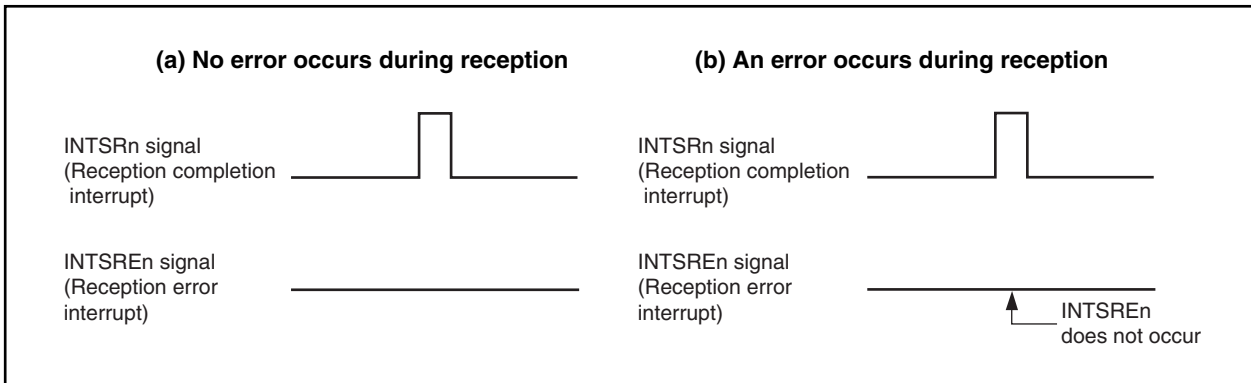 (a) No error occurs during reception
INTSRn signal
(Reception completion
interrupt)
INTSREn signal
(Reception error
interrupt)
(b) An error occurs during reception
INTSRn signal
(Reception completion
interrupt)
INTSREn signal
(Reception error
interrupt)
INTSREn
does not occur